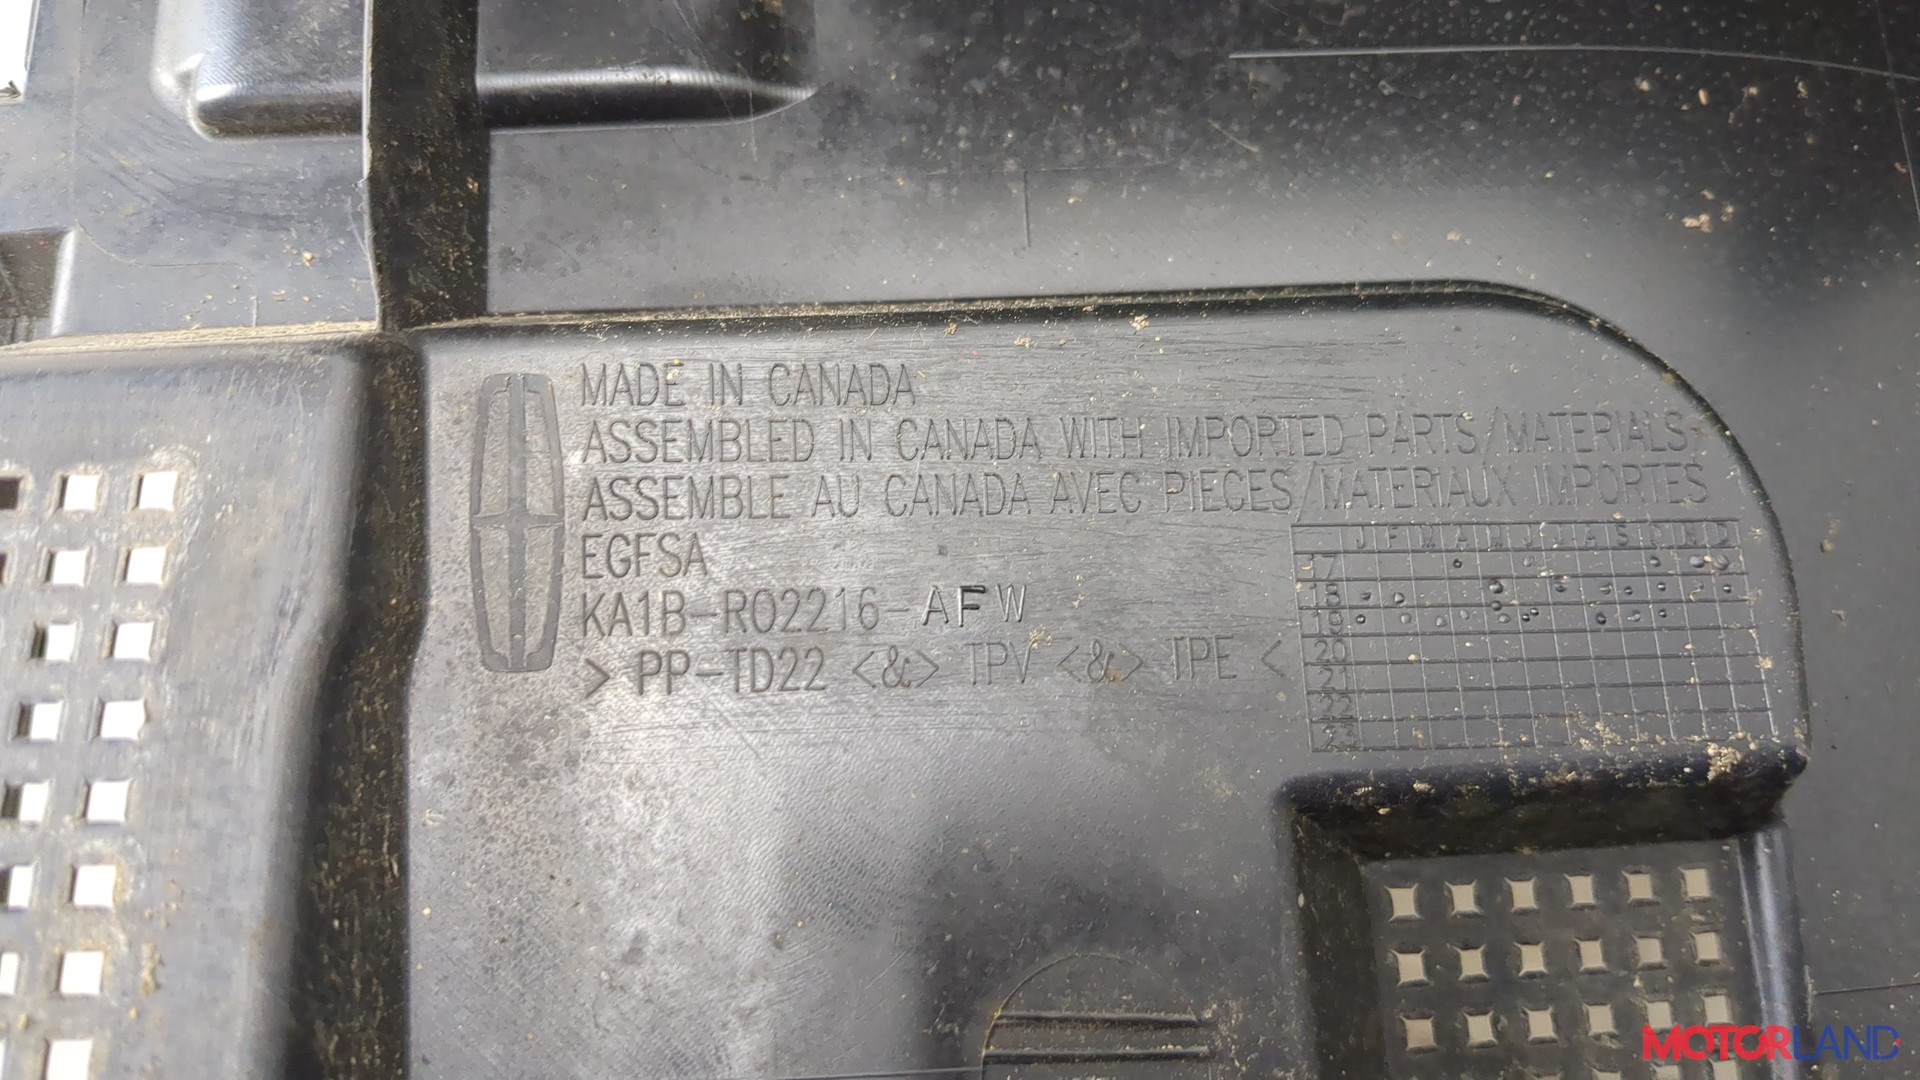 MADE IN CANADA
ASSEMBLED IN CANADA WITH IMPORTED PARTS/MATERIALS
ASSEMBLE AU CANADA AVEC PIECES/MATERIAUX IMPORTES
EGFSA
KA1B-R02216-AFW
> PP-TD22 <&> TPV <&> TPE <
J F M A M J J A S O N D
17
18
19
20
21
22
23
MOTORLAND